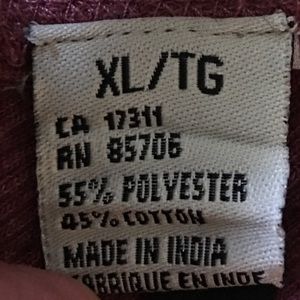 XL/TG
CA 17311
RN 85706
55% POLYESTER
45% COTTON
MADE IN INDIA
FABRIQUE EN INDE